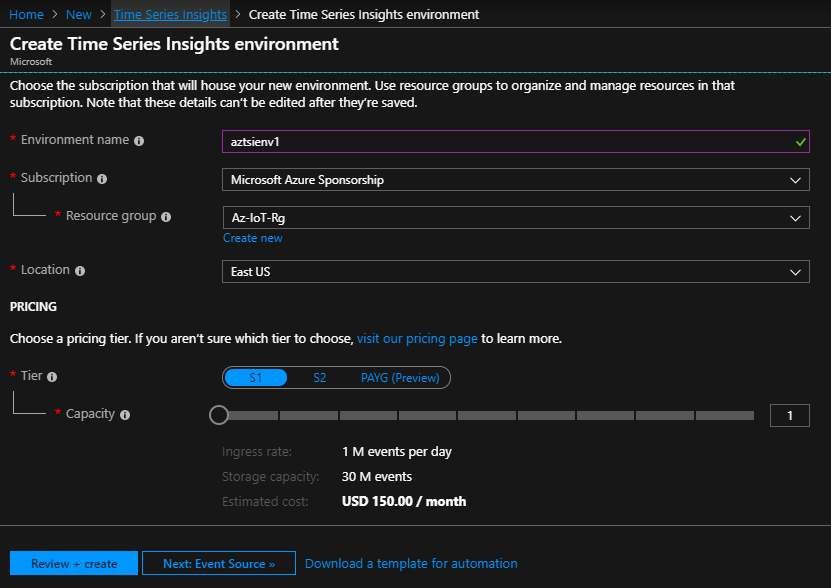 Home > New > Time Series Insights > Create Time Series Insights environment
Create Time Series Insights environment
Microsoft
Choose the subscription that will house your new environment. Use resource groups to organize and manage resources in that
subscription. Note that these details can't be edited after they're saved.
* Environment name
aztsienv1
* Subscription
Microsoft Azure Sponsorship
* Resource group
Az-IoT-Rg
Create new
* Location
East US
PRICING
Choose a pricing tier. If you aren't sure which tier to choose, visit our pricing page to learn more.
* Tier
S1 S2 PAYG (Preview)
* Capacity
1
Ingress rate: 1 M events per day
Storage capacity: 30 M events
Estimated cost: USD 150.00 / month
Review + create Next: Event Source » Download a template for automation